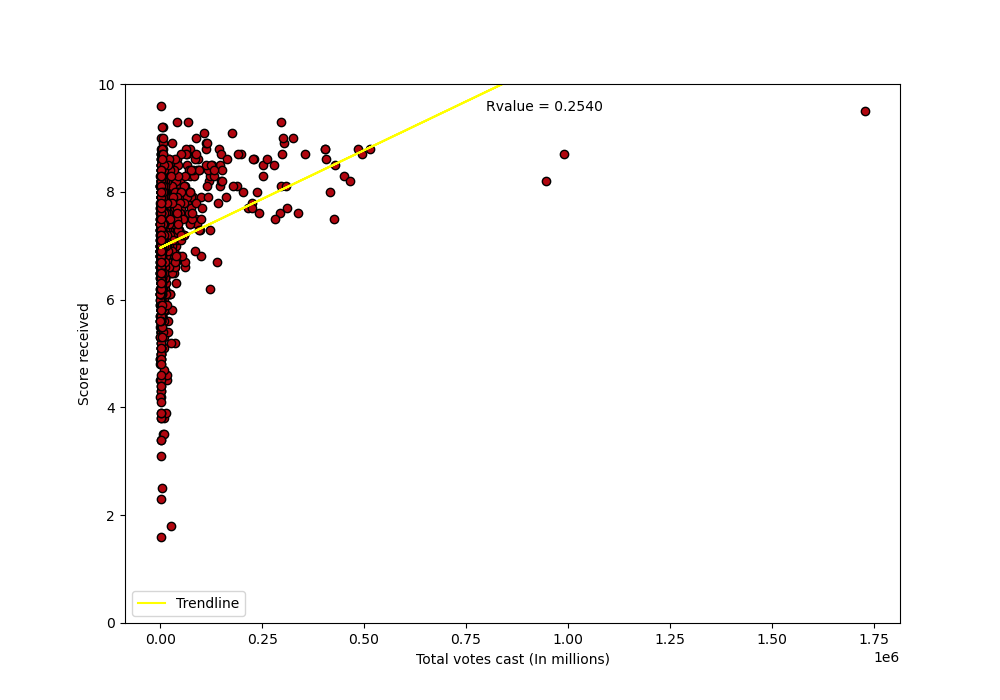 10
Rvalue = 0.2540
8
6
Score received
4
2
Trendline
0
0.00 0.25 0.50 0.75 1.00 1.25 1.50 1.75
Total votes cast (In millions)
1e6